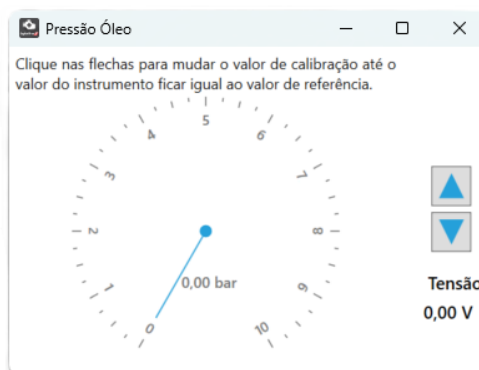 Pressão Óleo
Clique nas flechas para mudar o valor de calibração até o
valor do instrumento ficar igual ao valor de referência.
0
1
2
3
4
5
6
7
8
9
10
0,00 bar
Tensão
0,00 V